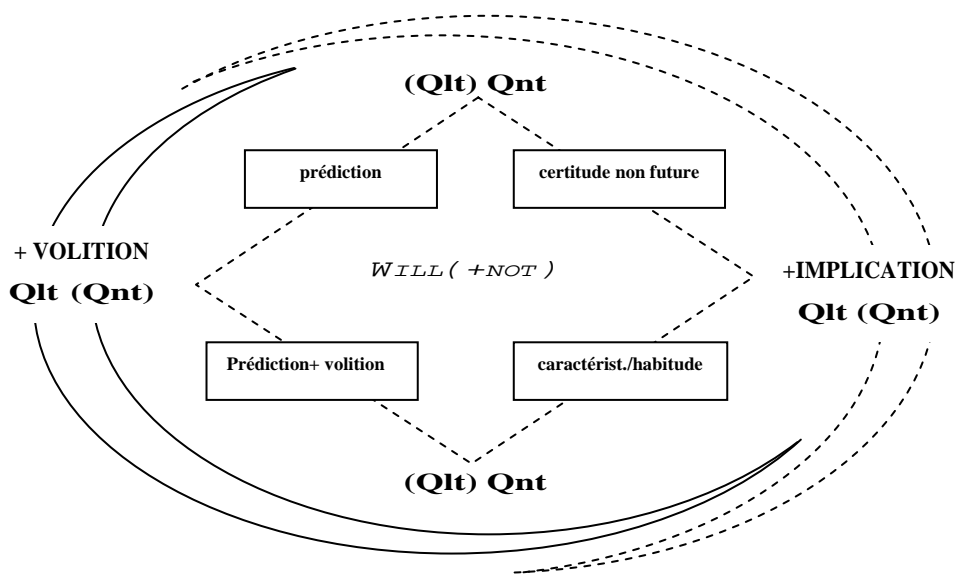 (Qlt) Qnt
prédiction
certitude non future
+ VOLITION
Qlt (Qnt)
WILL( +NOT )
+IMPLICATION
Qlt (Qnt)
Prédiction+ volition
caractérist./habitude
(Qlt) Qnt